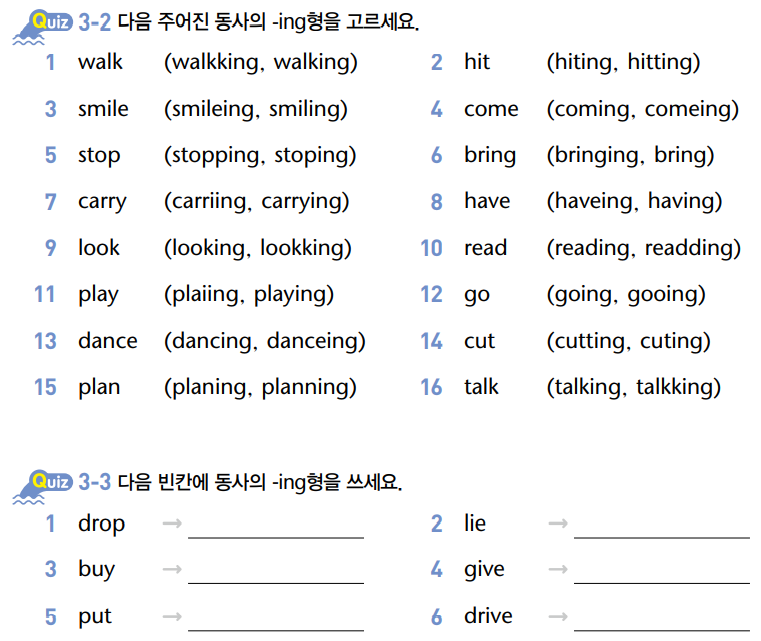 Quiz 3-2 다음 주어진 동사의 -ing형을 고르세요.
1 walk (walkking, walking) 2 hit (hiting, hitting)
3 smile (smileing, smiling) 4 come (coming, comeing)
5 stop (stopping, stoping) 6 bring (bringing, bring)
7 carry (carriing, carrying) 8 have (haveing, having)
9 look (looking, lookking) 10 read (reading, readding)
11 play (plaiing, playing) 12 go (going, gooing)
13 dance (dancing, danceing) 14 cut (cutting, cuting)
15 plan (planing, planning) 16 talk (talking, talkking)
Quiz 3-3 다음 빈칸에 동사의 -ing형을 쓰세요.
1 drop → 2 lie →
3 buy → 4 give →
5 put → 6 drive →